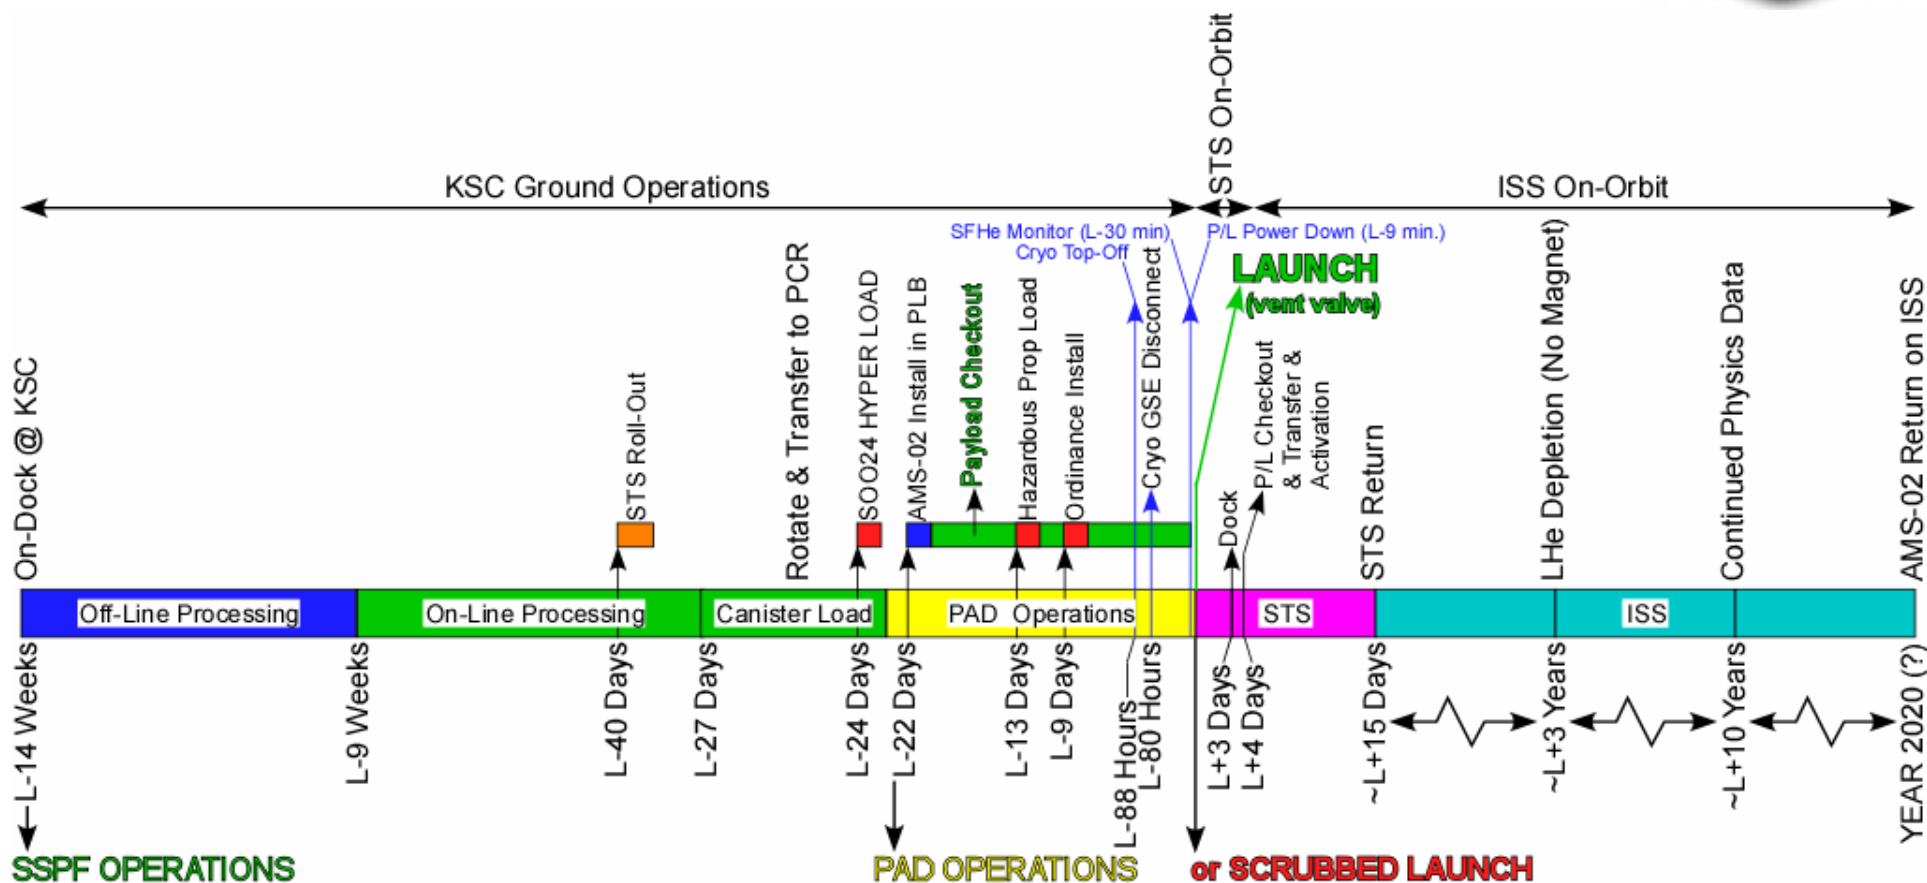 STS On-Orbit
KSC Ground Operations
ISS On-Orbit
SFHe Monitor (L-30 min)
P/L Power Down (L-9 min.)
Cryo Top-Off
LAUNCH
(vent valve)
On-Dock @ KSC
STS Roll-Out
Rotate & Transfer to PCR
SOO24 HYPER LOAD
AMS-02 Install in PLB
Payload Checkout
Hazardous Prop Load
Ordinance Install
Cryo GSE Disconnect
Dock
P/L Checkout
& Transfer &
Activation
STS Return
LHe Depletion (No Magnet)
Continued Physics Data
AMS-02 Return on ISS
Off-Line Processing
On-Line Processing
Canister Load
PAD Operations
STS
ISS
L-14 Weeks
L-9 Weeks
L-40 Days
L-27 Days
L-24 Days
L-22 Days
L-13 Days
L-9 Days
L-88 Hours
L-80 Hours
L+3 Days
L+4 Days
~L+15 Days
~L+3 Years
~L+10 Years
YEAR 2020 (?)
SSPF OPERATIONS
PAD OPERATIONS
or SCRUBBED LAUNCH